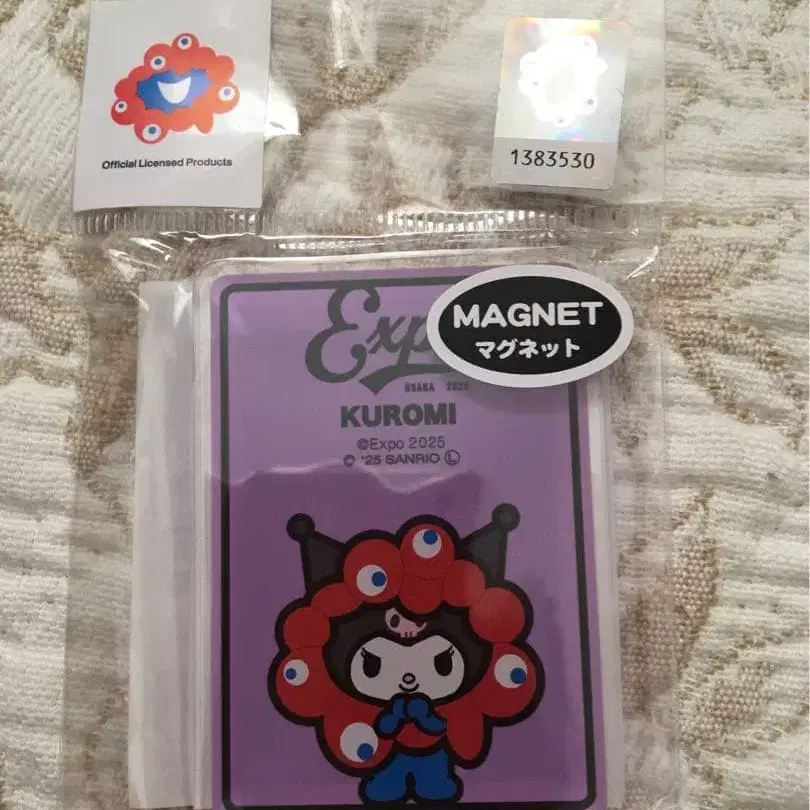 Official Licensed Products
1383530
MAGNET
マグネット
Expo
OSAKA 2025
KUROMI
©Expo 2025
© '25 SANRIO Ⓛ